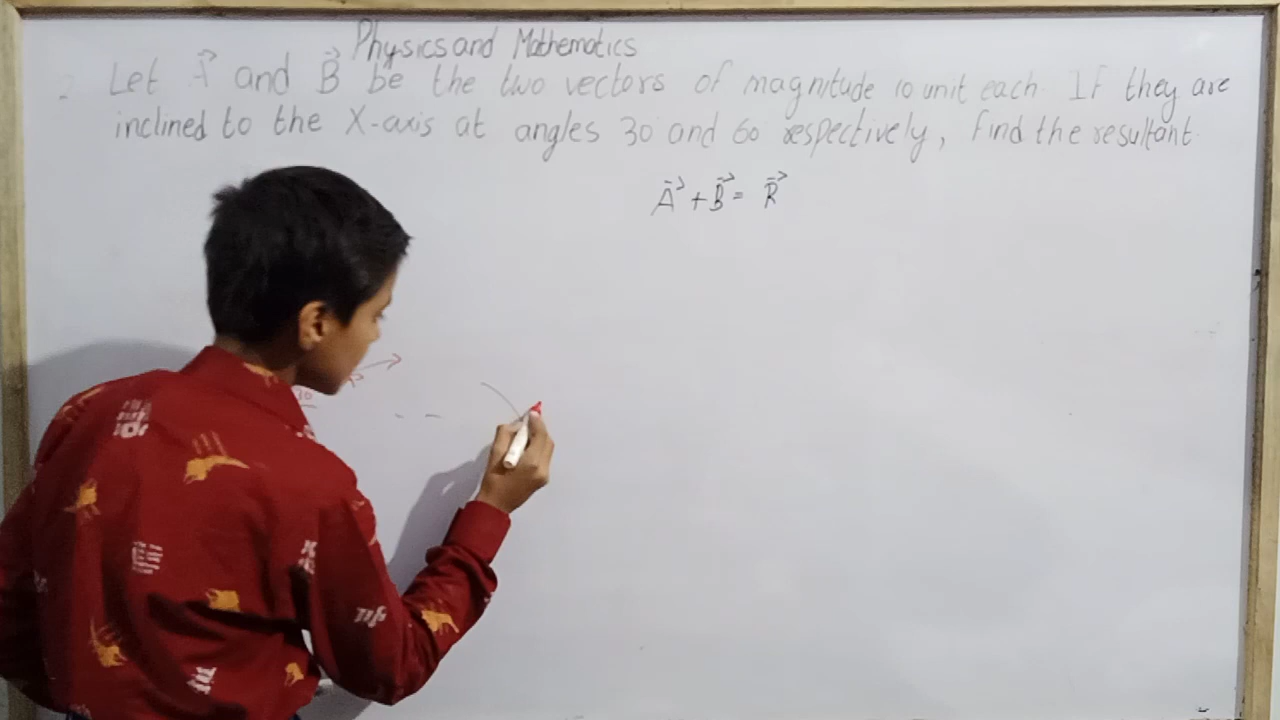 Physics and Mathematics
Let A⃗ and B⃗ be the two vectors of magnitude 10 unit each. If they are
inclined to the X-axis at angles 30 and 60 respectively, find the resultant.
A⃗ + B⃗ = R⃗
30